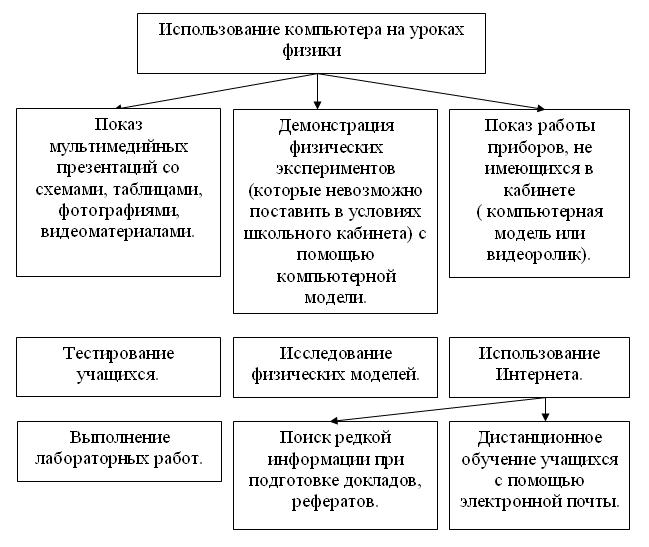 Использование компьютера на уроках
физики
Показ
мультимедийных
презентаций со
схемами, таблицами,
фотографиями,
видеоматериалами.
Демонстрация
физических
экспериментов
(которые невозможно
поставить в условиях
школьного кабинета) с
помощью
компьютерной
модели.
Показ работы
приборов, не
имеющихся в
кабинете
( компьютерная
модель или
видеоролик).
Тестирование
учащихся.
Исследование
физических моделей.
Использование
Интернета.
Выполнение
лабораторных работ.
Поиск редкой
информации при
подготовке докладов,
рефератов.
Дистанционное
обучение учащихся
с помощью
электронной почты.